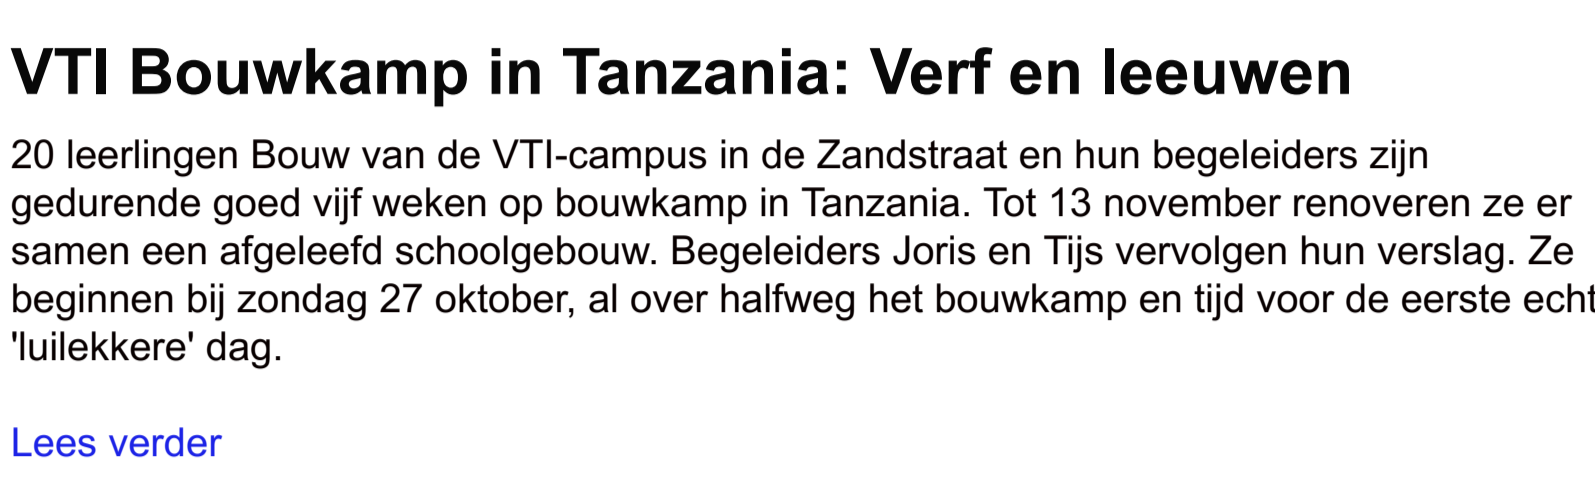 VTI Bouwkamp in Tanzania: Verf en leeuwen
20 leerlingen Bouw van de VTI-campus in de Zandstraat en hun begeleiders zijn
gedurende goed vijf weken op bouwkamp in Tanzania. Tot 13 november renoveren ze er
samen een afgeleefd schoolgebouw. Begeleiders Joris en Tijs vervolgen hun verslag. Ze
beginnen bij zondag 27 oktober, al over halfweg het bouwkamp en tijd voor de eerste echt
'luilekkere' dag.
Lees verder